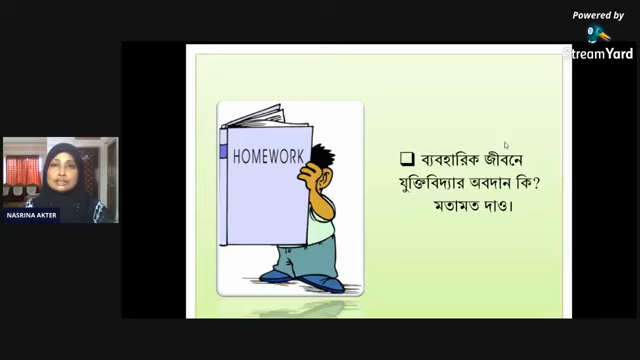 Powered by
StreamYard
HOMEWORK
ব্যবহারিক জীবনে
যুক্তিবিদ্যার অবদান কি?
মতামত দাও।
NASRINA AKTER